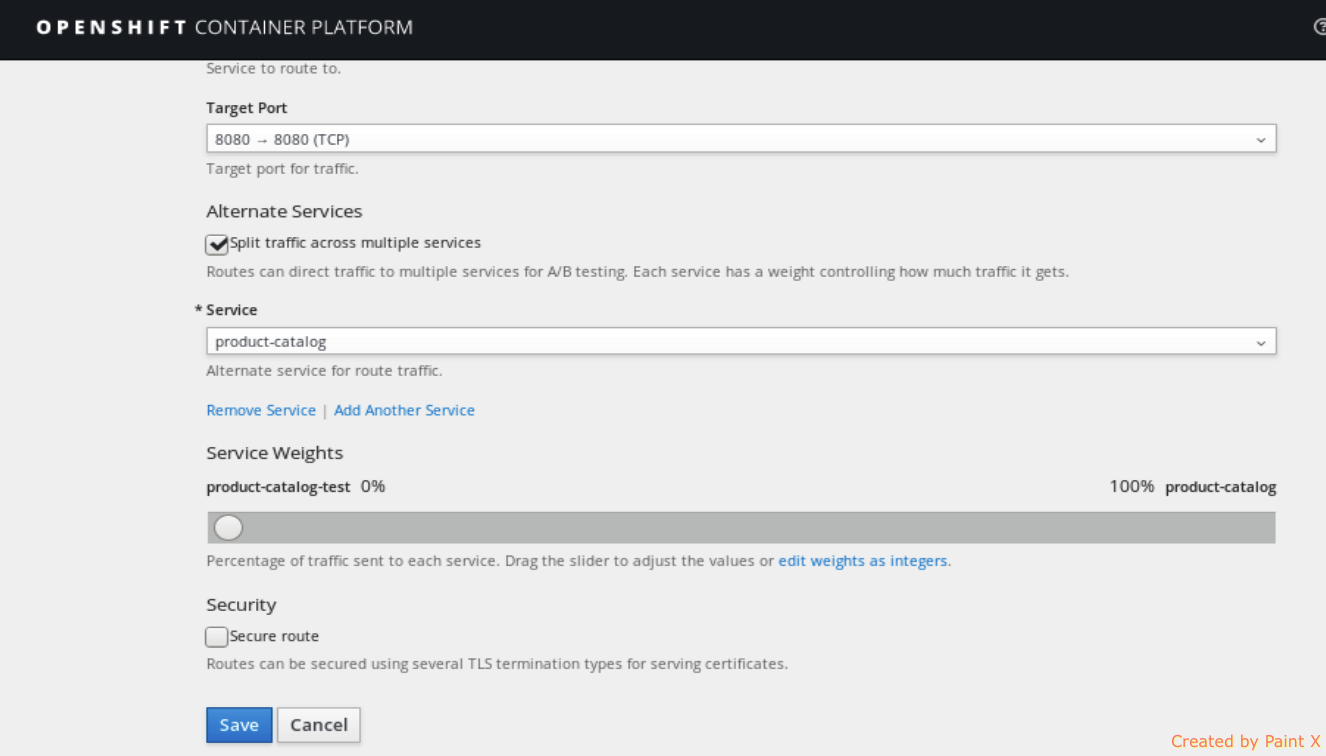 OPENSHIFT CONTAINER PLATFORM
Service to route to.
Target Port
8080 → 8080 (TCP)
Target port for traffic.
Alternate Services
Split traffic across multiple services
Routes can direct traffic to multiple services for A/B testing. Each service has a weight controlling how much traffic it gets.
* Service
product-catalog
Alternate service for route traffic.
Remove Service | Add Another Service
Service Weights
product-catalog-test 0% 100% product-catalog
Percentage of traffic sent to each service. Drag the slider to adjust the values or edit weights as integers.
Security
Secure route
Routes can be secured using several TLS termination types for serving certificates.
Save Cancel
Created by Paint X